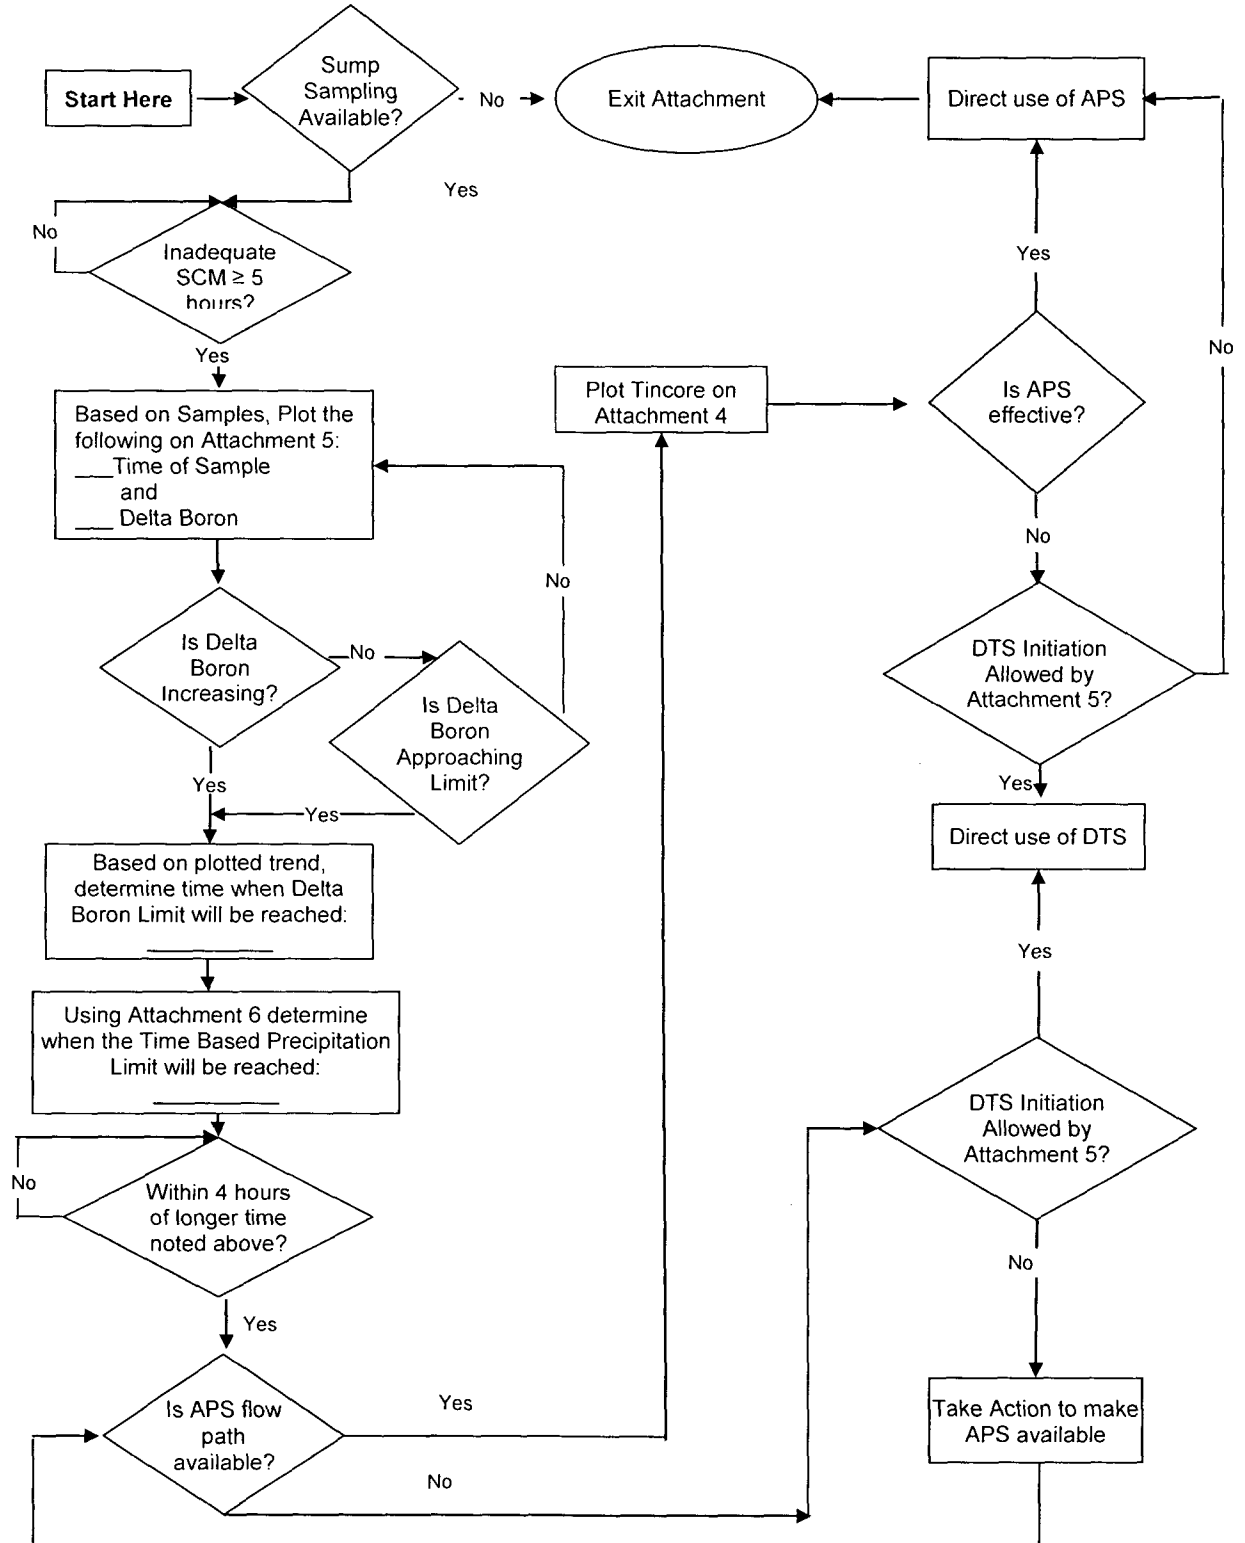 Start Here
Sump
Sampling
Available?
No
Exit Attachment
Direct use of APS
Yes
No
Inadequate
SCM ≥ 5
hours?
Yes
Based on Samples, Plot the
following on Attachment 5:
___Time of Sample
and
___ Delta Boron
Is Delta
Boron
Increasing?
No
Is Delta
Boron
Approaching
Limit?
No
Yes
Yes
Based on plotted trend,
determine time when Delta
Boron Limit will be reached:
__________
Using Attachment 6 determine
when the Time Based Precipitation
Limit will be reached:
__________
No
Within 4 hours
of longer time
noted above?
Yes
Is APS flow
path
available?
Yes
No
Plot Tincore on
Attachment 4
Is APS
effective?
Yes
No
No
DTS Initiation
Allowed by
Attachment 5?
Yes
Direct use of DTS
Yes
DTS Initiation
Allowed by
Attachment 5?
No
Take Action to make
APS available